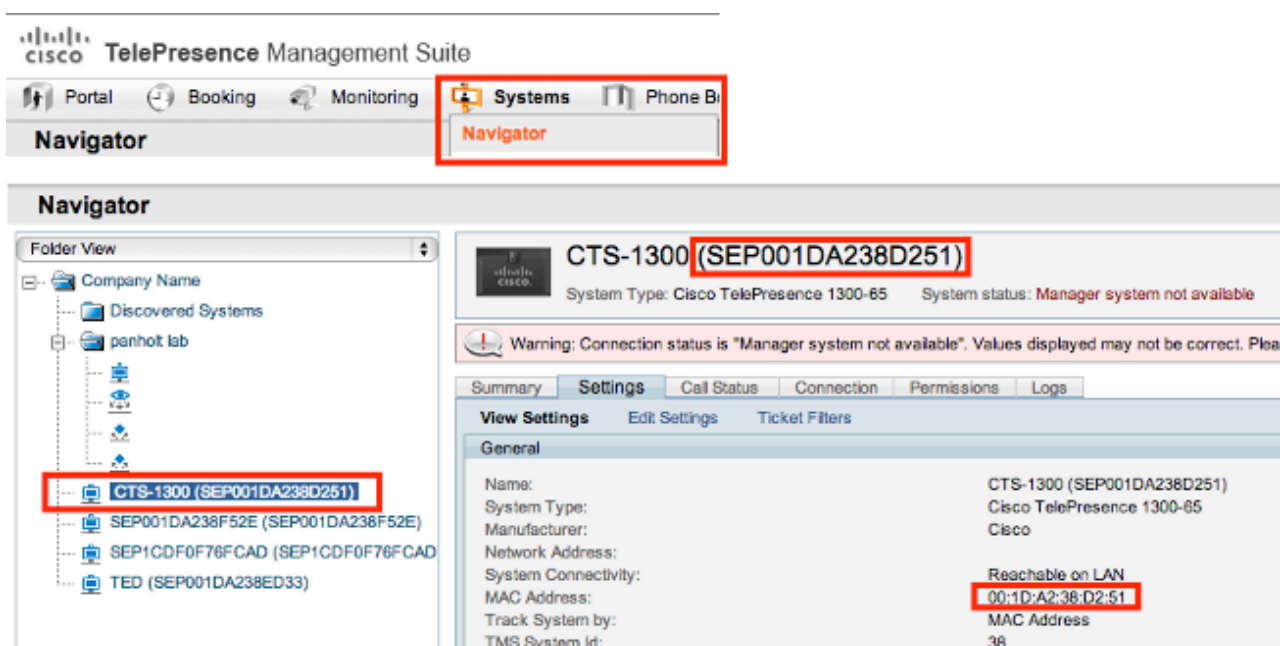 CISCO TelePresence Management Suite
Portal Booking Monitoring Systems Phone
Navigator
Navigator
Navigator
Folder View
Company Name
Discovered Systems
panholt lab
CTS-1300 (SEP001DA238D251)
SEP001DA238F52E (SEP001DA238F52E)
SEP1CDF0F76FCAD (SEP1CDF0F76FCAD
TED (SEP001DA238ED33)
CISCO.
CTS-1300 (SEP001DA238D251)
System Type: Cisco TelePresence 1300-65 System status: Manager system not available
Warning: Connection status is "Manager system not available". Values displayed may not be correct. Plea
Summary Settings Call Status Connection Permissions Logs
View Settings Edit Settings Ticket Filters
General
Name: CTS-1300 (SEP001DA238D251)
System Type: Cisco TelePresence 1300-65
Manufacturer: Cisco
Network Address:
System Connectivity: Reachable on LAN
MAC Address: 00:1D:A2:38:D2:51
Track System by: MAC Address
TMS System Id: 38